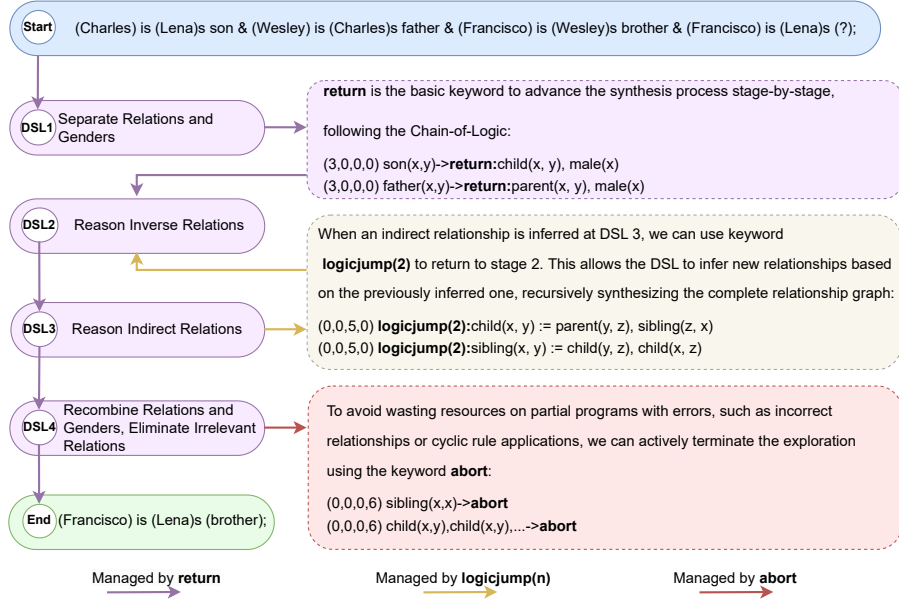 Start
(Charles) is (Lena)s son & (Wesley) is (Charles)s father & (Francisco) is (Wesley)s brother & (Francisco) is (Lena)s (?);
DSL1
Separate Relations and
Genders
return is the basic keyword to advance the synthesis process stage-by-stage,
following the Chain-of-Logic:
(3,0,0,0) son(x,y)->return:child(x, y), male(x)
(3,0,0,0) father(x,y)->return:parent(x, y), male(x)
DSL2
Reason Inverse Relations
When an indirect relationship is inferred at DSL 3, we can use keyword
logicjump(2) to return to stage 2. This allows the DSL to infer new relationships based
on the previously inferred one, recursively synthesizing the complete relationship graph:
(0,0,5,0) logicjump(2):child(x, y) := parent(y, z), sibling(z, x)
(0,0,5,0) logicjump(2):sibling(x, y) := child(y, z), child(x, z)
DSL3
Reason Indirect Relations
DSL4
Recombine Relations and
Genders, Eliminate Irrelevant
Relations
To avoid wasting resources on partial programs with errors, such as incorrect
relationships or cyclic rule applications, we can actively terminate the exploration
using the keyword abort:
(0,0,0,6) sibling(x,x)->abort
(0,0,0,6) child(x,y),child(x,y),...->abort
End
(Francisco) is (Lena)s (brother);
Managed by return
Managed by logicjump(n)
Managed by abort